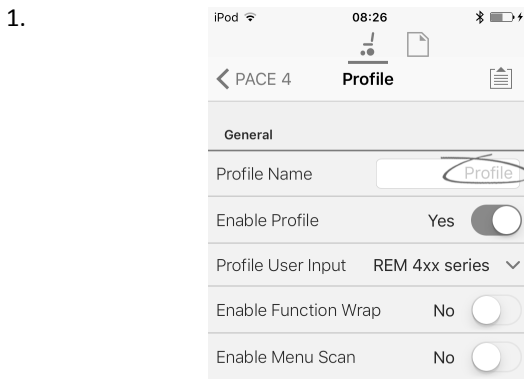 1.
iPod 08:26
PACE 4 Profile
General
Profile Name Profile
Enable Profile Yes
Profile User Input REM 4xx series
Enable Function Wrap No
Enable Menu Scan No